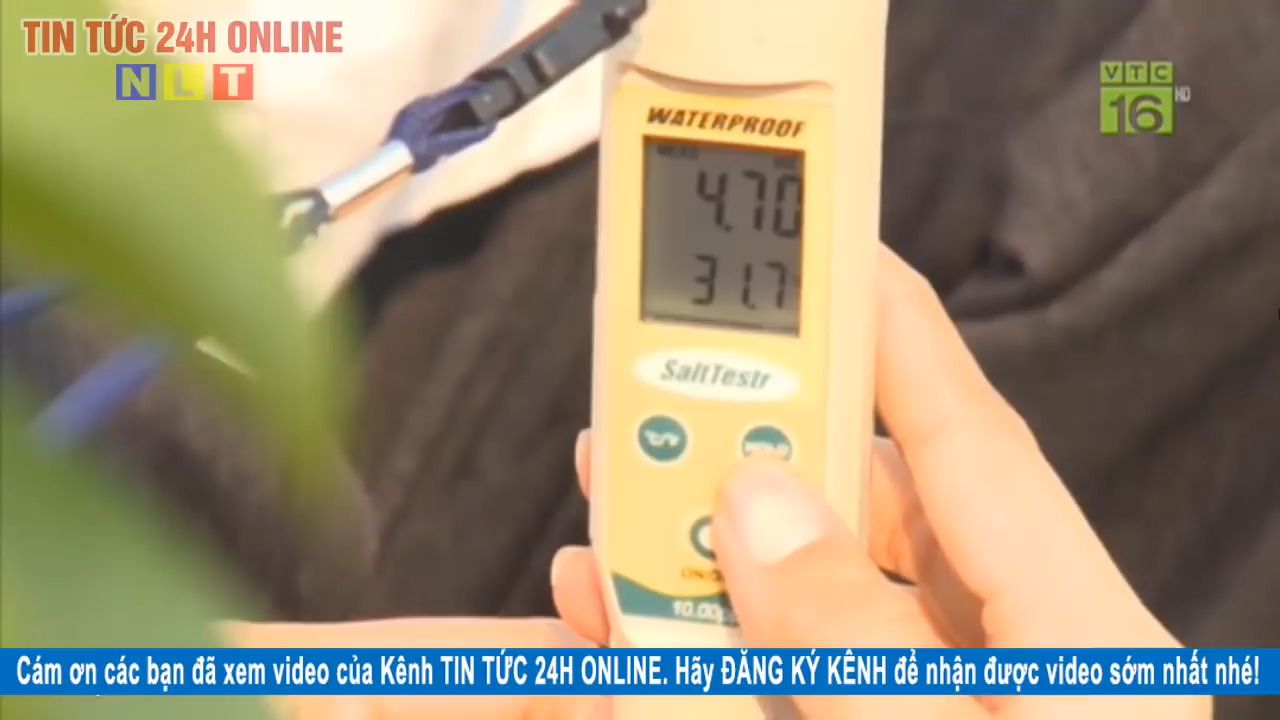 TIN TỨC 24H ONLINE
NLT
VTC
16
HD
WATERPROOF
4.70
31.7°
SaltTestr
°C/°F
10.00
Cám ơn các bạn đã xem video của Kênh TIN TỨC 24H ONLINE. Hãy ĐĂNG KÝ KÊNH để nhận được video sớm nhất nhé!